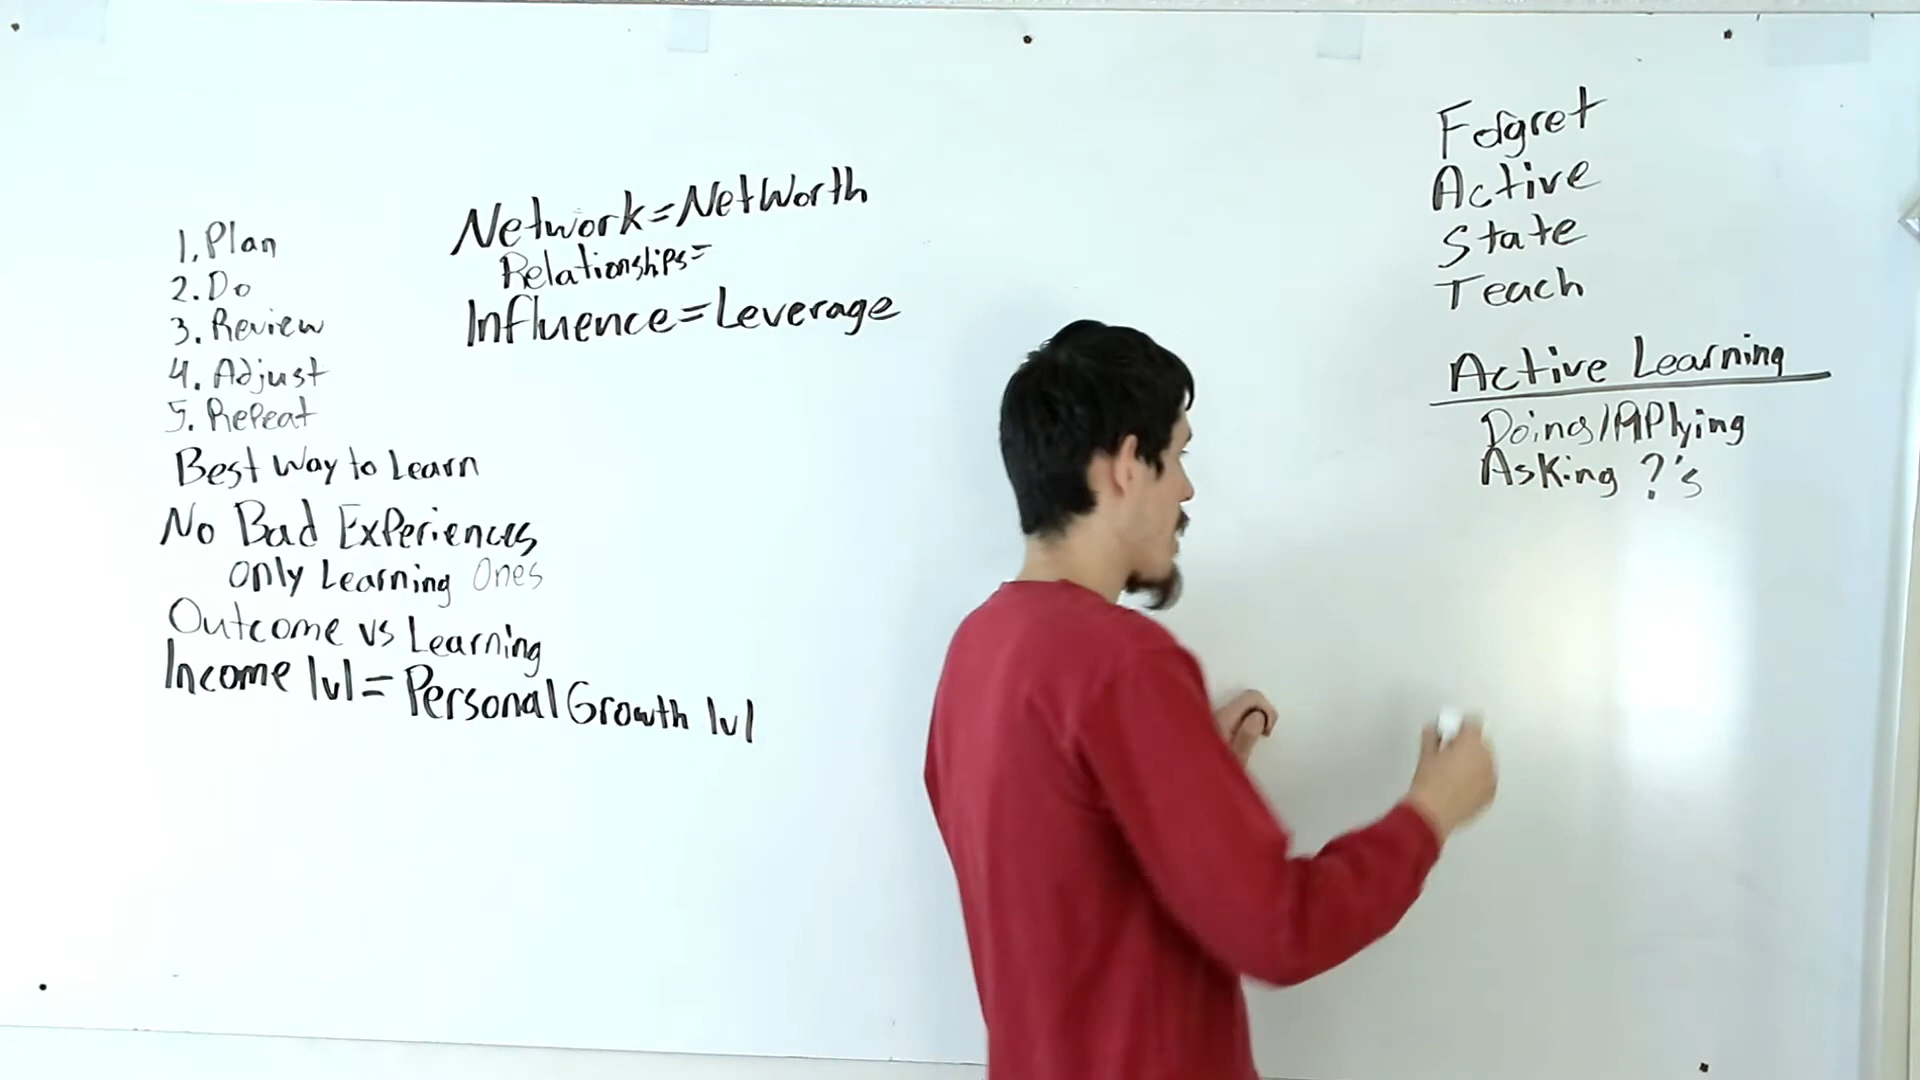 1. Plan
2. Do
3. Review
4. Adjust
5. Repeat
Best Way to Learn
No Bad Experiences
Only Learning Ones
Outcome vs Learning
Income lvl = Personal Growth lvl
Network = NetWorth
Relationships =
Influence = Leverage
Fofgret
Active
State
Teach
Active Learning
Doing/Applying
Asking ?'s